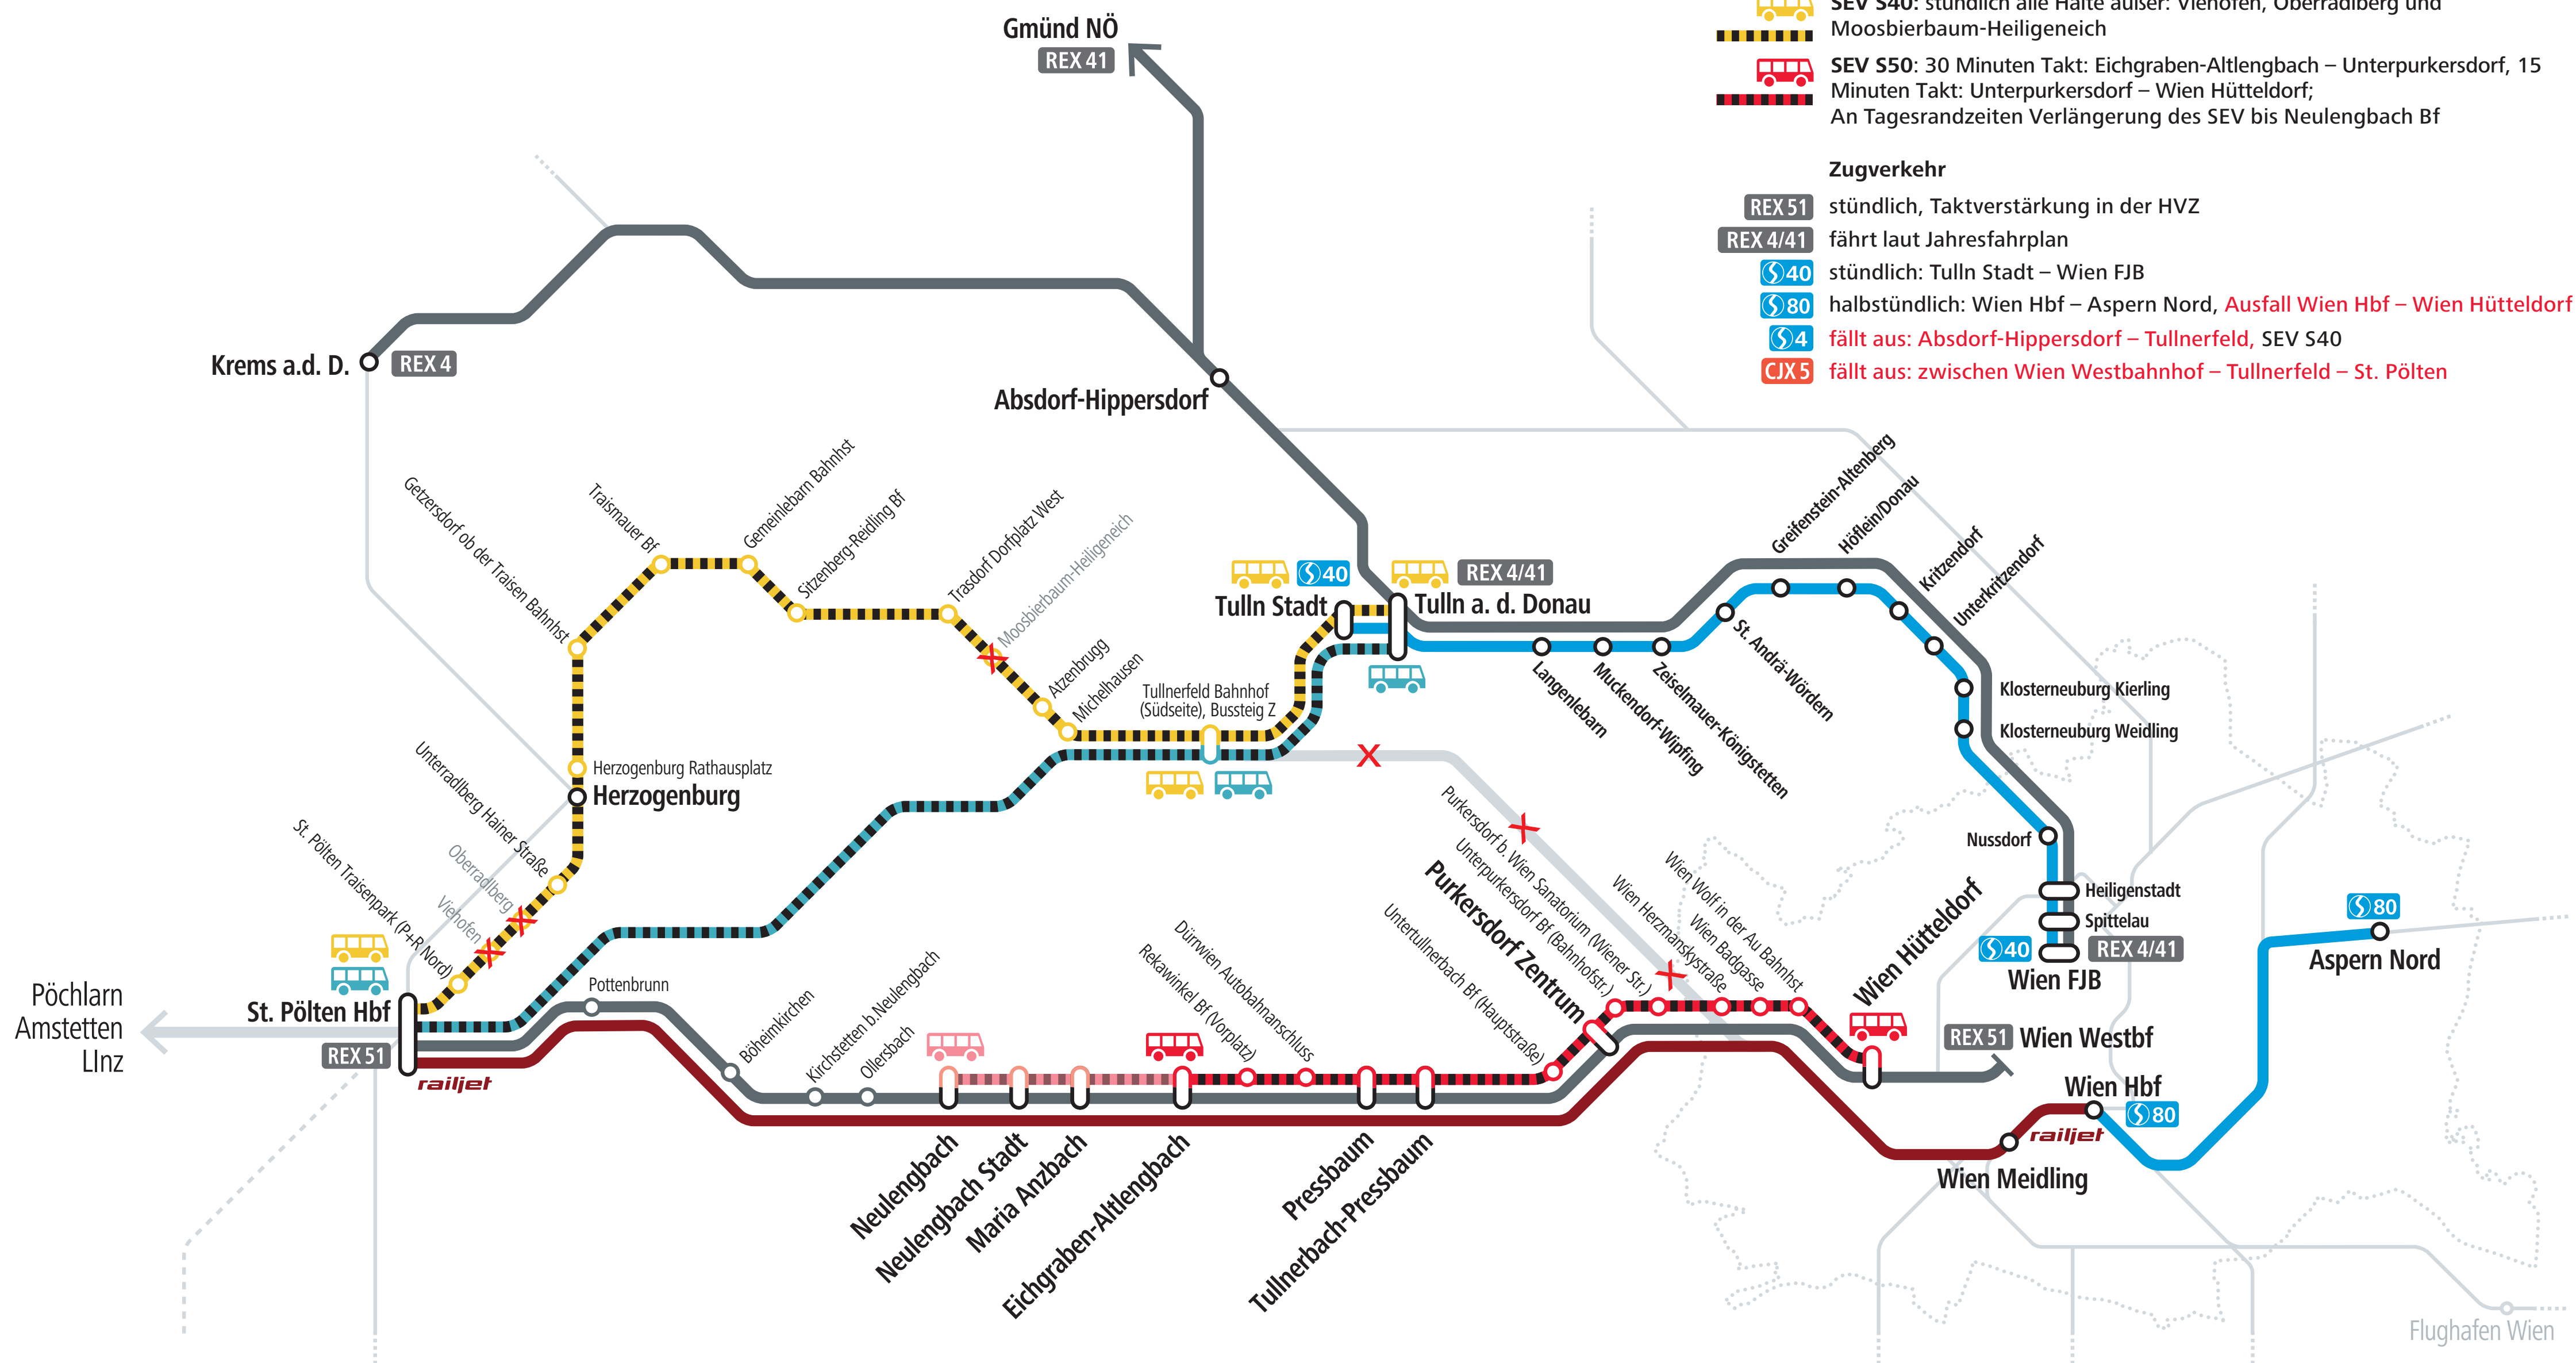 SEV S40: stündlich alle Halte außer: Viehofen, Oberradlberg und
Moosbierbaum-Heiligeneich
SEV S50: 30 Minuten Takt: Eichgraben-Altlengbach – Unterpurkersdorf, 15
Minuten Takt: Unterpurkersdorf – Wien Hütteldorf;
An Tagesrandzeiten Verlängerung des SEV bis Neulengbach Bf
Zugverkehr
REX 51 stündlich, Taktverstärkung in der HVZ
REX 4/41 fährt laut Jahresfahrplan
S 40 stündlich: Tulln Stadt – Wien FJB
S 80 halbstündlich: Wien Hbf – Aspern Nord, Ausfall Wien Hbf – Wien Hütteldorf
S 4 fällt aus: Absdorf-Hippersdorf – Tullnerfeld, SEV S40
CJX 5 fällt aus: zwischen Wien Westbahnhof – Tullnerfeld – St. Pölten
Gmünd NÖ
REX 41
Krems a.d. D.
REX 4
Absdorf-Hippersdorf
Getzersdorf ob der Traisen Bahnhst
Traismauer Bf
Gemeinlebarn Bahnhst
Sitzenberg-Reidling Bf
Trasdorf Dorfplatz West
Moosbierbaum-Heiligeneich
Atzenbrugg
Michelhausen
Tullnerfeld Bahnhof
(Südseite), Bussteig Z
S 40
Tulln Stadt
REX 4/41
Tulln a. d. Donau
Langenlebarn
Muckendorf-Wipfing
Zeiselmauer-Königstetten
St. Andrä-Wördern
Greifenstein-Altenberg
Höflein/Donau
Kritzendorf
Unterkritzendorf
Klosterneuburg Kierling
Klosterneuburg Weidling
Nussdorf
Heiligenstadt
Spittelau
S 40
REX 4/41
Wien FJB
S 80
Aspern Nord
Herzogenburg Rathausplatz
Herzogenburg
Unterradlberg Hainer Straße
Oberradlberg
Viehofen
St. Pölten Traisenpark (P+R Nord)
Pöchlarn
Amstetten
LInz
St. Pölten Hbf
REX 51
railjet
Pottenbrunn
Böheimkirchen
Kirchstetten b.Neulengbach
Ollersbach
Neulengbach
Neulengbach Stadt
Maria Anzbach
Eichgraben-Altlengbach
Rekawinkel Bf (Vorplatz)
Dürrwien Autobahnanschluss
Pressbaum
Tullnerbach-Pressbaum
Untertullnerbach Bf (Hauptstraße)
Purkersdorf Zentrum
Unterpurkersdorf Bf (Bahnhofstr.)
Purkersdorf b. Wien Sanatorium (Wiener Str.)
Wien Herzmanskystraße
Wien Badgasse
Wien Wolf in der Au Bahnhst
Wien Hütteldorf
REX 51
Wien Westbf
Wien Hbf
S 80
railjet
Wien Meidling
Flughafen Wien